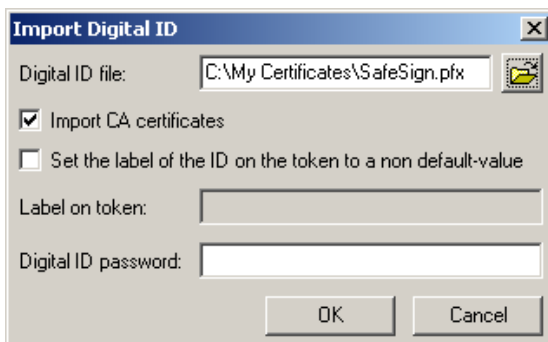 Import Digital ID
Digital ID file: C:\My Certificates\SafeSign.pfx
Import CA certificates
Set the label of the ID on the token to a non default-value
Label on token:
Digital ID password:
OK Cancel